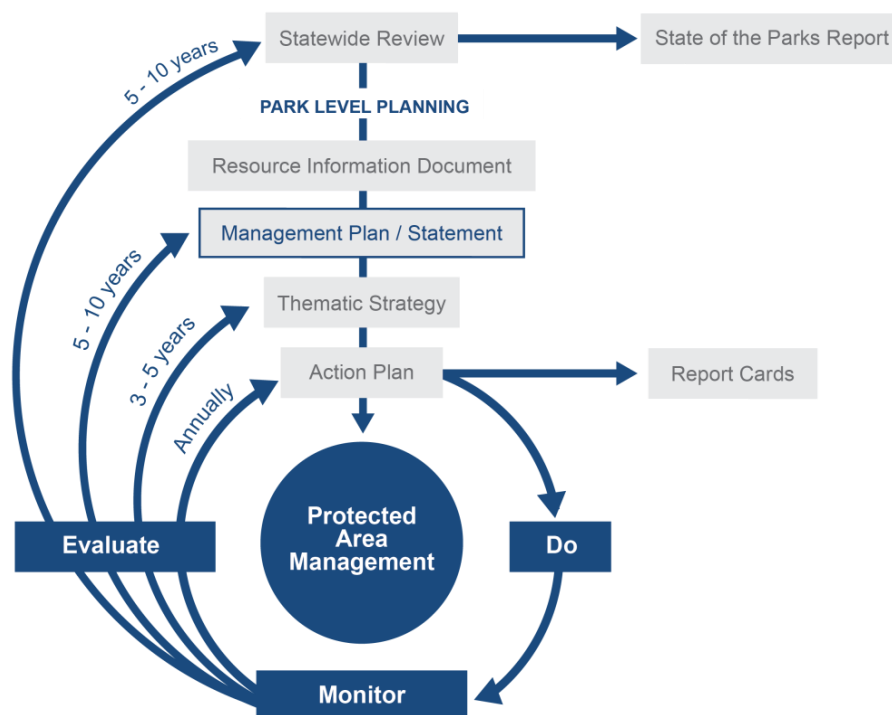 Statewide Review
State of the Parks Report
5 - 10 years
PARK LEVEL PLANNING
Resource Information Document
Management Plan / Statement
5 - 10 years
Thematic Strategy
3 - 5 years
Action Plan
Report Cards
Annually
Protected
Area
Management
Evaluate
Do
Monitor